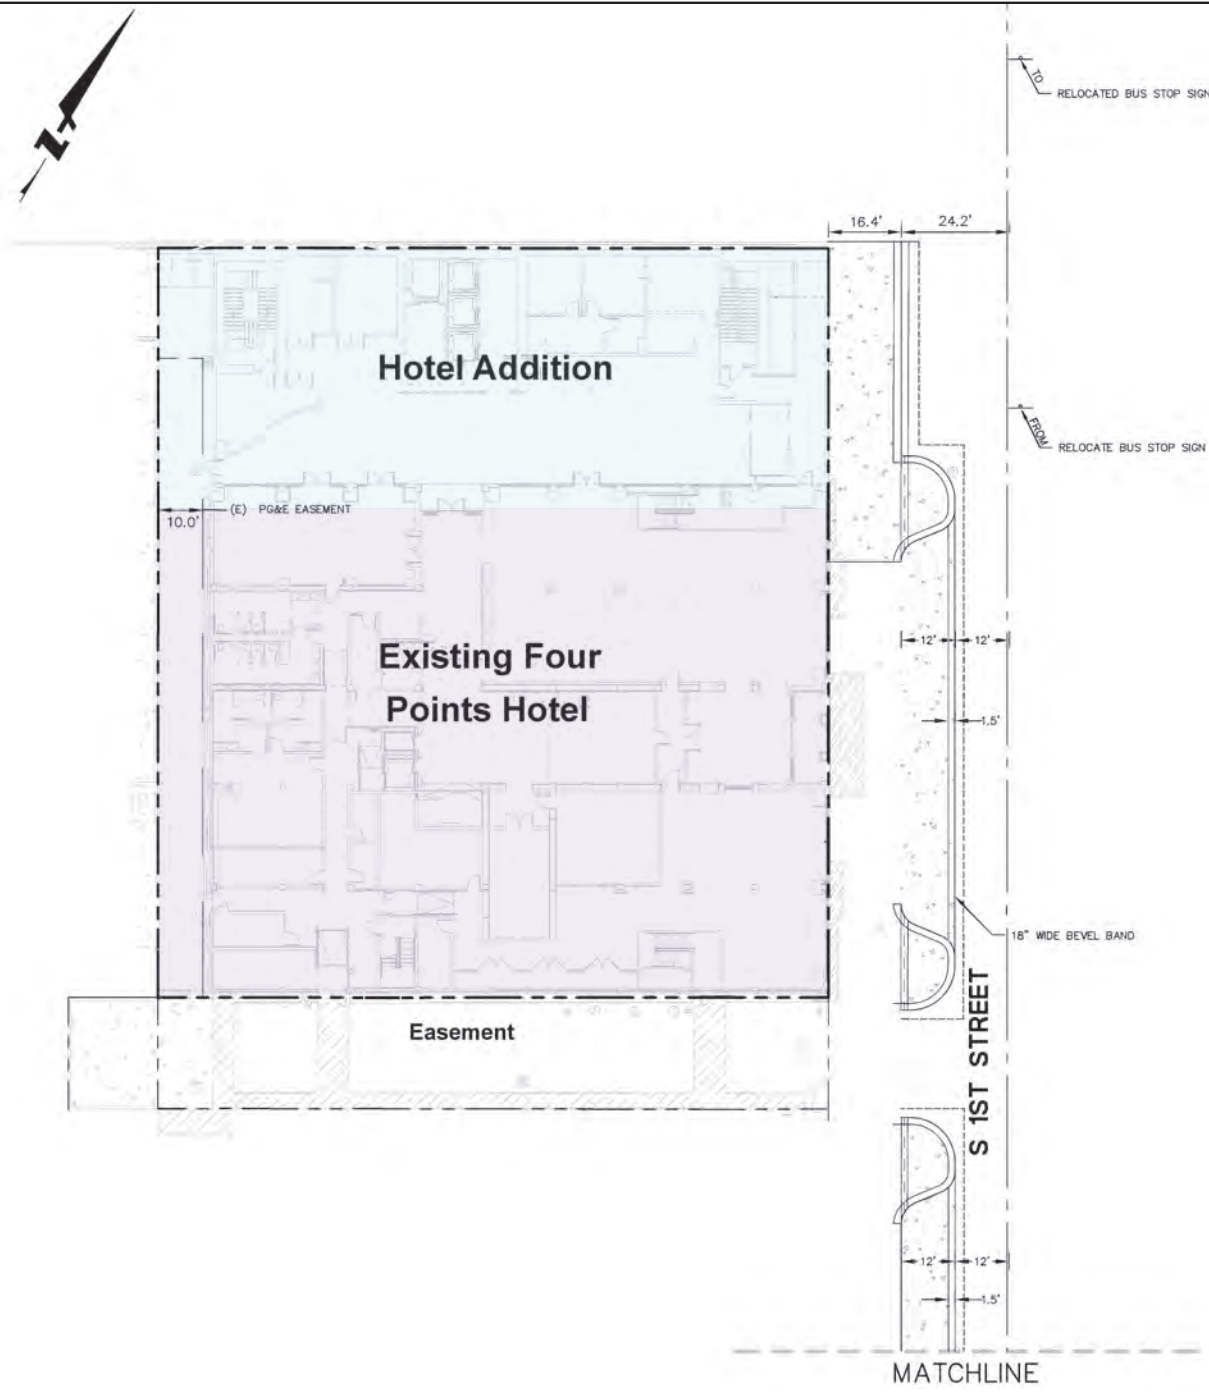 Z
TO
RELOCATED BUS STOP SIGN
16.4'
24.2'
Hotel Addition
FROM
RELOCATE BUS STOP SIGN
(E) PG&E EASEMENT
10.0'
12'
12'
Existing Four
Points Hotel
1.5'
18" WIDE BEVEL BAND
S 1ST STREET
Easement
12'
12'
1.5'
MATCHLINE